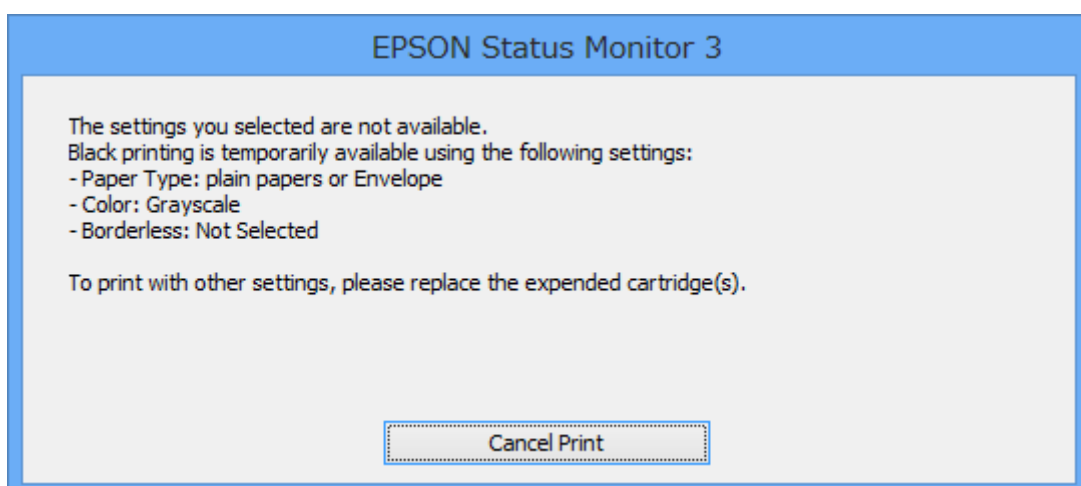 EPSON Status Monitor 3
The settings you selected are not available.
Black printing is temporarily available using the following settings:
- Paper Type: plain papers or Envelope
- Color: Grayscale
- Borderless: Not Selected
To print with other settings, please replace the expended cartridge(s).
Cancel Print